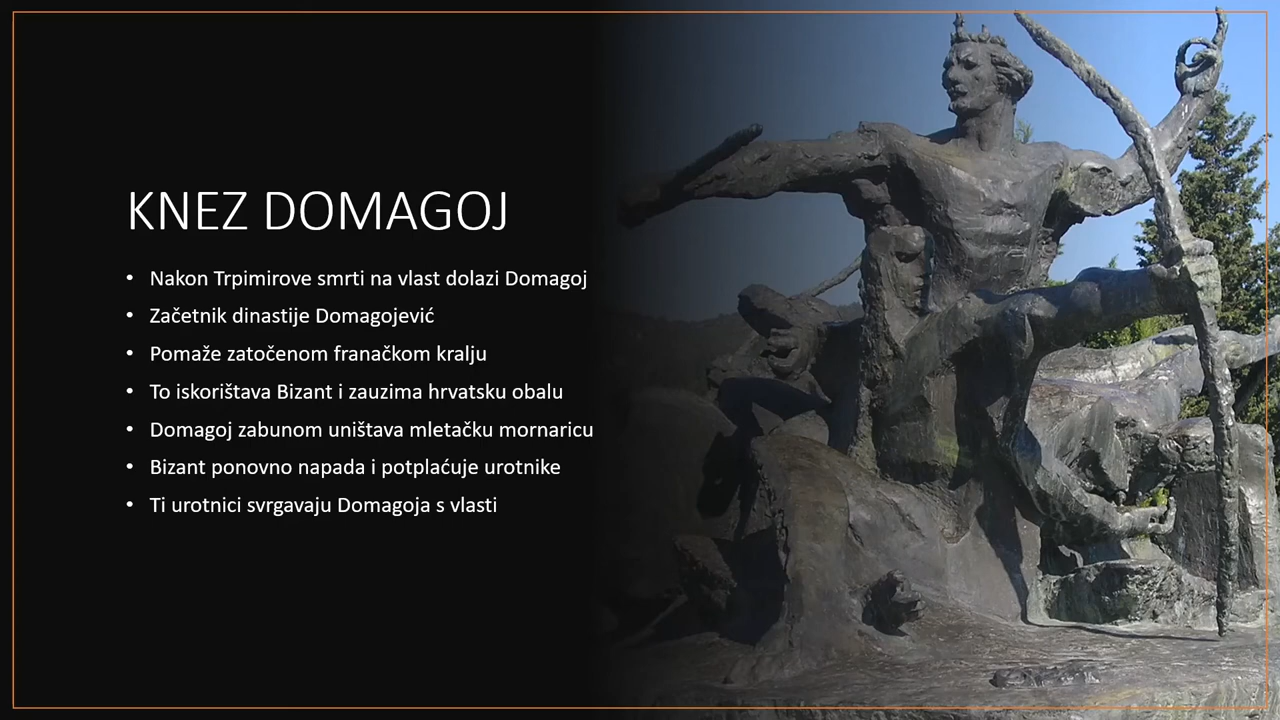 KNEZ DOMAGOJ
• Nakon Trpimirove smrti na vlast dolazi Domagoj
• Začetnik dinastije Domagojević
• Pomaže zatočenom franačkom kralju
• To iskorištava Bizant i zauzima hrvatsku obalu
• Domagoj zabunom uništava mletačku mornaricu
• Bizant ponovno napada i potplaćuje urotnike
• Ti urotnici svrgavaju Domagoja s vlasti